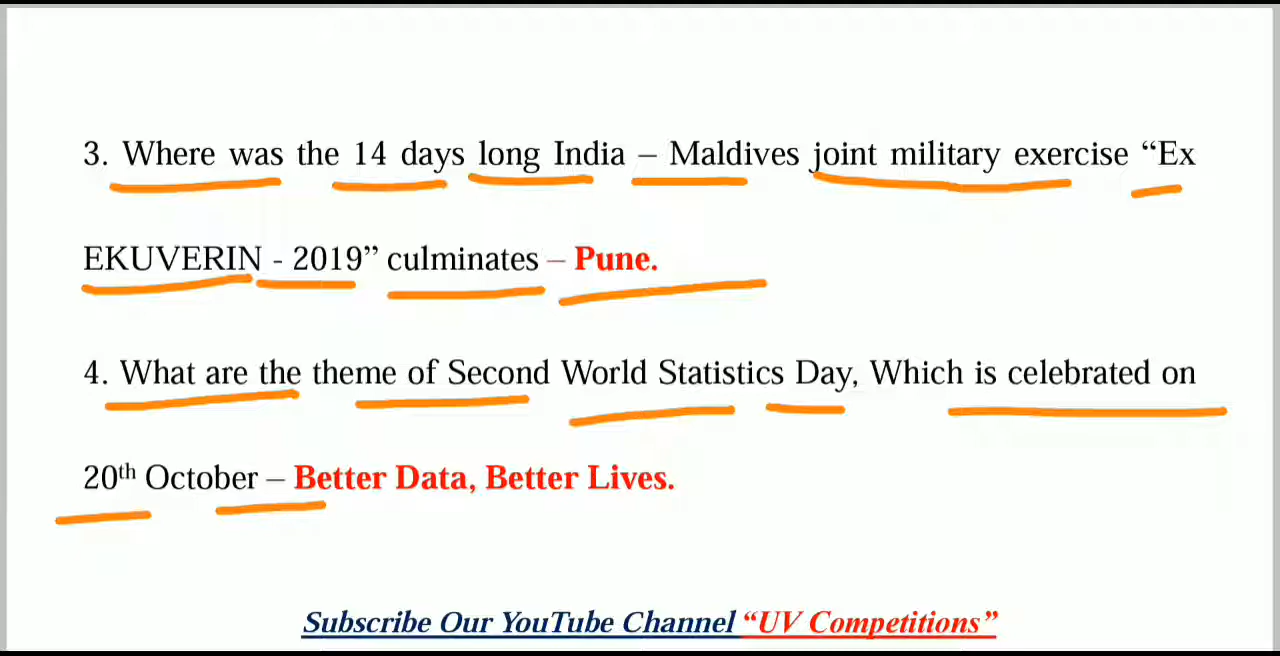 3. Where was the 14 days long India – Maldives joint military exercise “Ex
EKUVERIN - 2019” culminates – Pune.
4. What are the theme of Second World Statistics Day, Which is celebrated on
20th October – Better Data, Better Lives.
Subscribe Our YouTube Channel “UV Competitions”